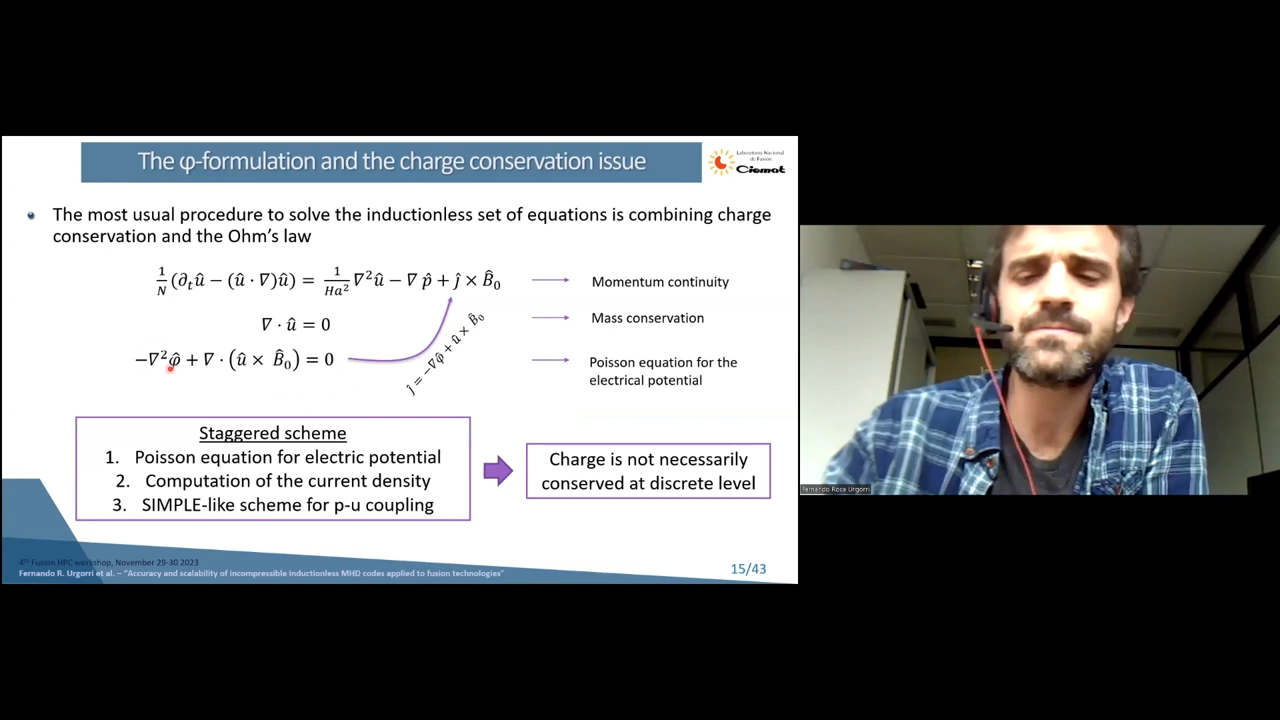 The φ-formulation and the charge conservation issue
Laboratorio Nacional
de Fusión
Ciemat
The most usual procedure to solve the inductionless set of equations is combining charge
conservation and the Ohm's law
1/N (∂ₜû − (û · ∇)û) = 1/Ha² ∇²û − ∇ p̂ + ĵ × B̂₀
Momentum continuity
∇ · û = 0
Mass conservation
−∇²φ̂ + ∇ · (û × B̂₀) = 0
ĵ = −∇φ̂ + û × B̂₀
Poisson equation for the
electrical potential
Staggered scheme
1. Poisson equation for electric potential
2. Computation of the current density
3. SIMPLE-like scheme for p-u coupling
Charge is not necessarily
conserved at discrete level
4TH Fusion HPC workshop, November 29-30 2023
Fernando R. Urgorri et al. – "Accuracy and scalability of incompressible inductionless MHD codes applied to fusion technologies"
15/43
Fernando Roca Urgorri